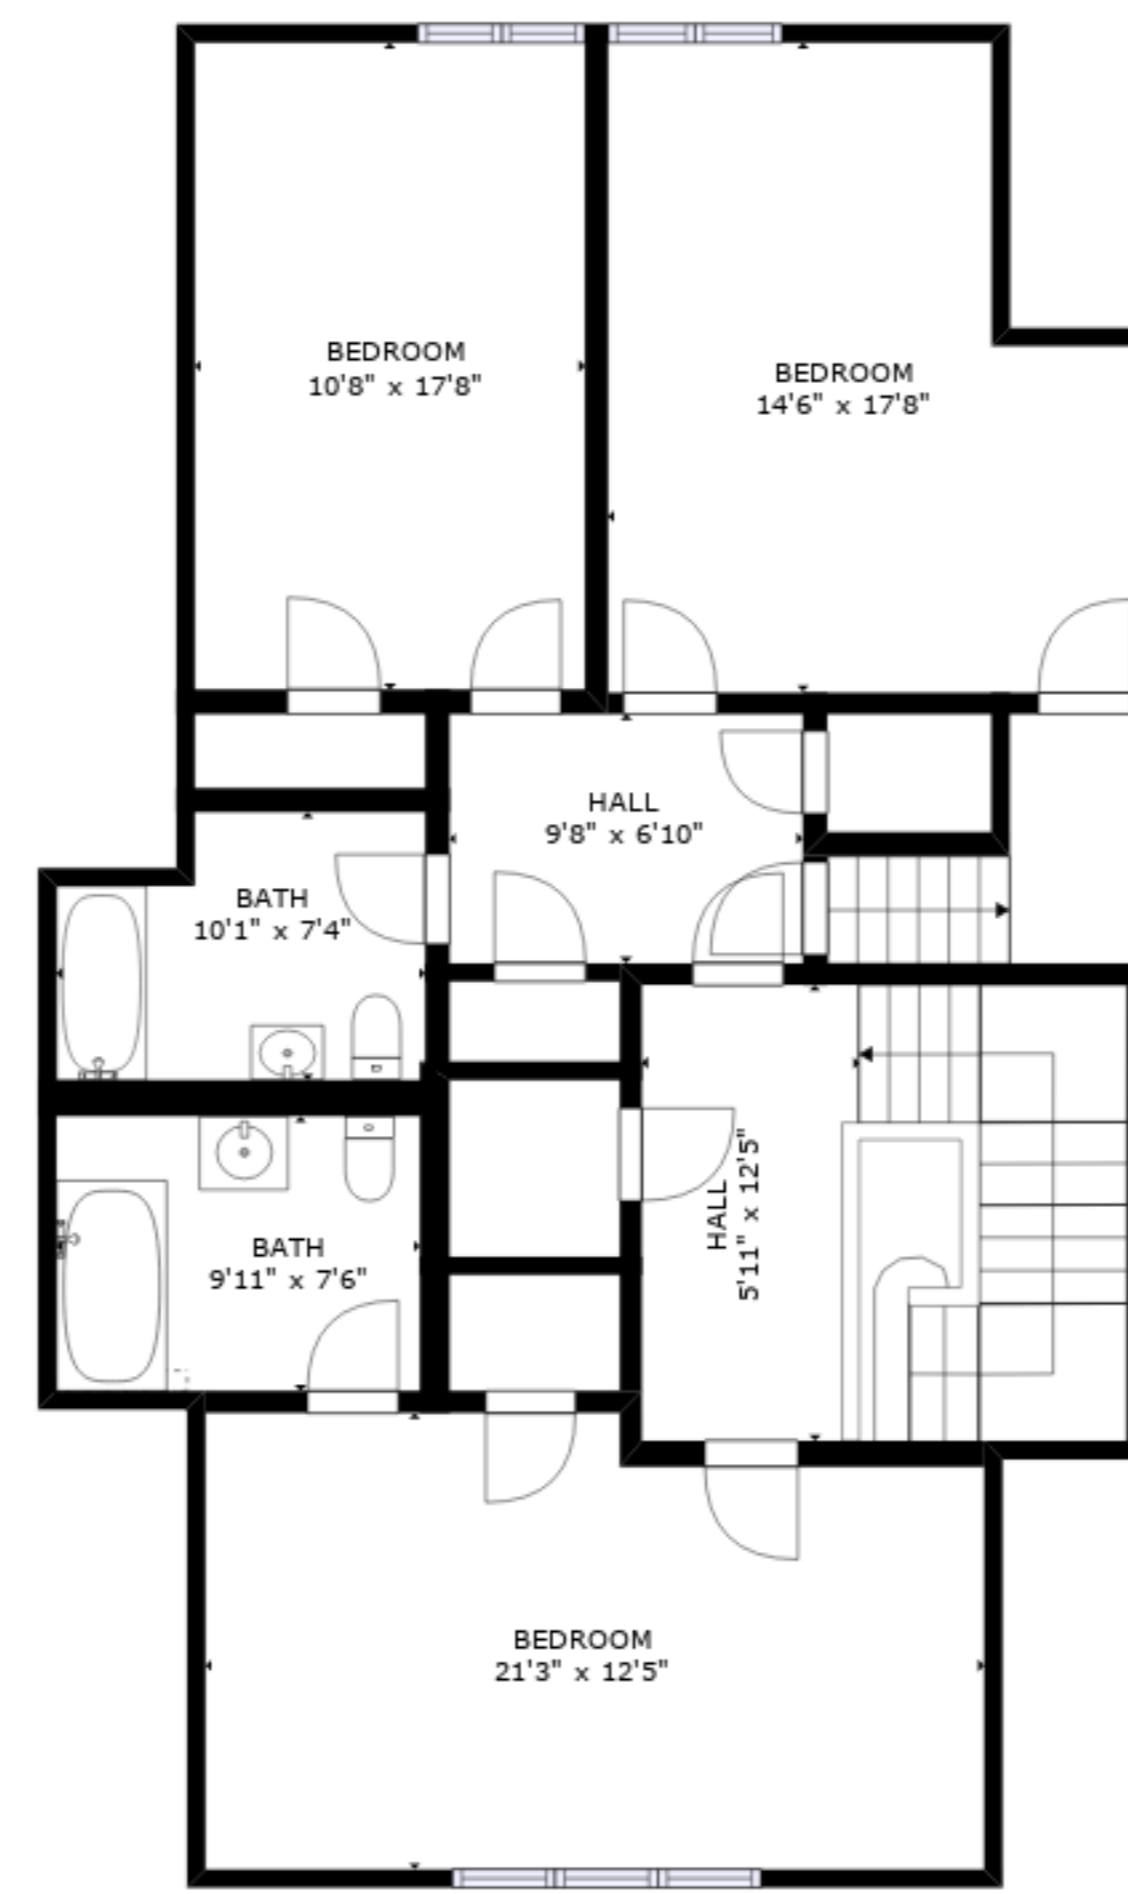 BEDROOM
10'8" x 17'8"
BEDROOM
14'6" x 17'8"
HALL
9'8" x 6'10"
BATH
10'1" x 7'4"
HALL
5'11" x 12'5"
BATH
9'11" x 7'6"
BEDROOM
21'3" x 12'5"